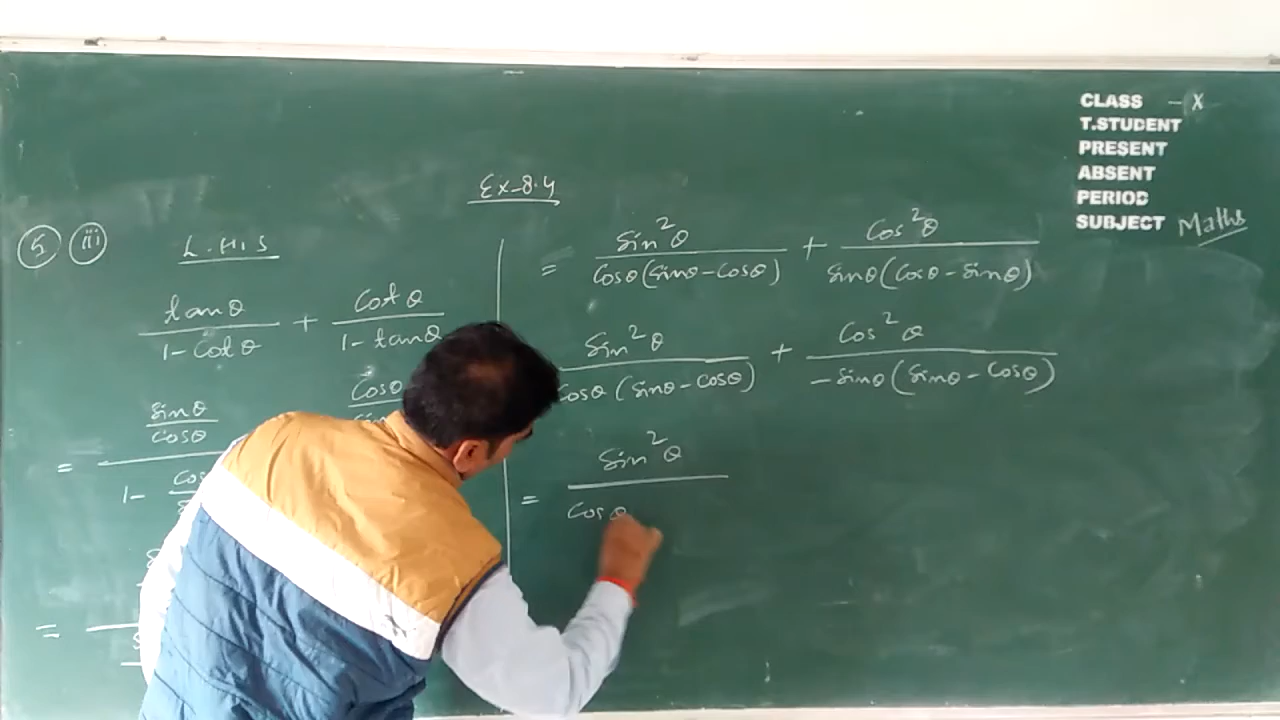 CLASS - X
T.STUDENT
PRESENT
ABSENT
PERIOD
SUBJECT Maths
Ex-8.4
5 iii
L.H.S
tanθ/(1-cotθ) + cotθ/(1-tanθ)
= (sinθ/cosθ)/(1-
cosθ
=
= sin²θ/(cosθ(sinθ-cosθ)) + cos²θ/(sinθ(cosθ-sinθ))
sin²θ/(cosθ(sinθ-cosθ)) + cos²θ/(-sinθ(sinθ-cosθ))
= sin²θ/cosθ